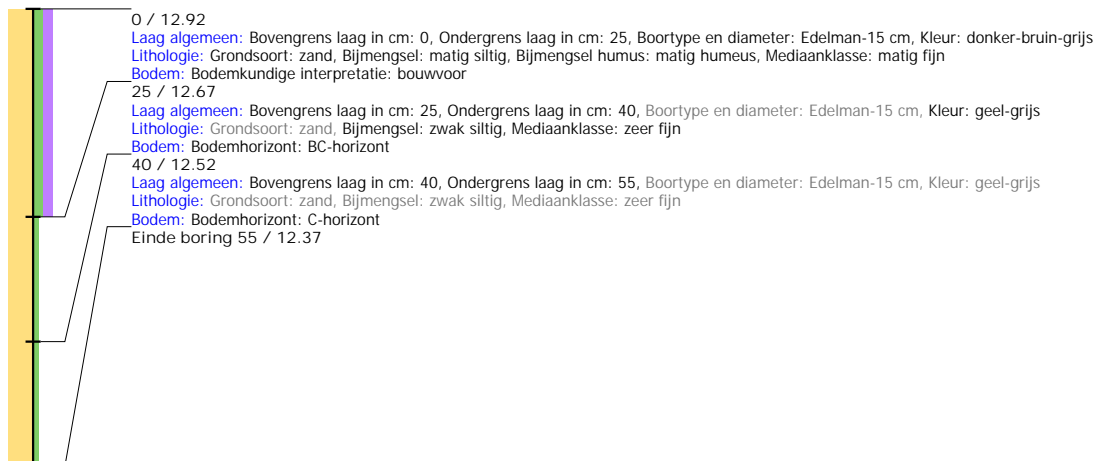 0 / 12.92
Laag algemeen: Bovengrens laag in cm: 0, Ondergrens laag in cm: 25, Boortype en diameter: Edelman-15 cm, Kleur: donker-bruin-grijs
Lithologie: Grondsoort: zand, Bijmengsel: matig siltig, Bijmengsel humus: matig humeus, Mediaanklasse: matig fijn
Bodem: Bodemkundige interpretatie: bouwvoor
25 / 12.67
Laag algemeen: Bovengrens laag in cm: 25, Ondergrens laag in cm: 40, Boortype en diameter: Edelman-15 cm, Kleur: geel-grijs
Lithologie: Grondsoort: zand, Bijmengsel: zwak siltig, Mediaanklasse: zeer fijn
Bodem: Bodemhorizont: BC-horizont
40 / 12.52
Laag algemeen: Bovengrens laag in cm: 40, Ondergrens laag in cm: 55, Boortype en diameter: Edelman-15 cm, Kleur: geel-grijs
Lithologie: Grondsoort: zand, Bijmengsel: zwak siltig, Mediaanklasse: zeer fijn
Bodem: Bodemhorizont: C-horizont
Einde boring 55 / 12.37